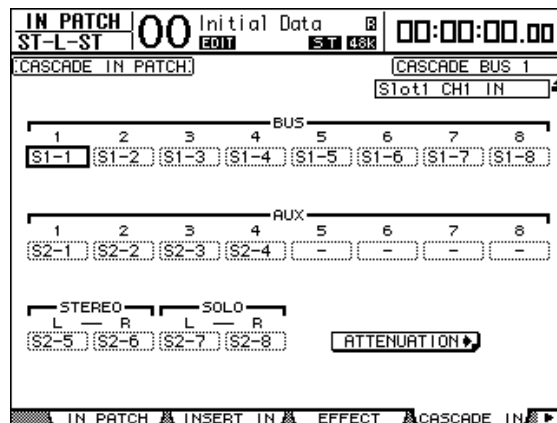 IN PATCH
ST-L-ST
00 Initial Data R
EDIT ST 48k
00:00:00.00
CASCADE IN PATCH
CASCADE BUS 1
Slot1 CH1 IN
BUS
1 2 3 4 5 6 7 8
S1-1 S1-2 S1-3 S1-4 S1-5 S1-6 S1-7 S1-8
AUX
1 2 3 4 5 6 7 8
S2-1 S2-2 S2-3 S2-4 - - - -
STEREO SOLO
L — R L — R
S2-5 S2-6 S2-7 S2-8
ATTENUATION
IN PATCH INSERT IN EFFECT CASCADE IN